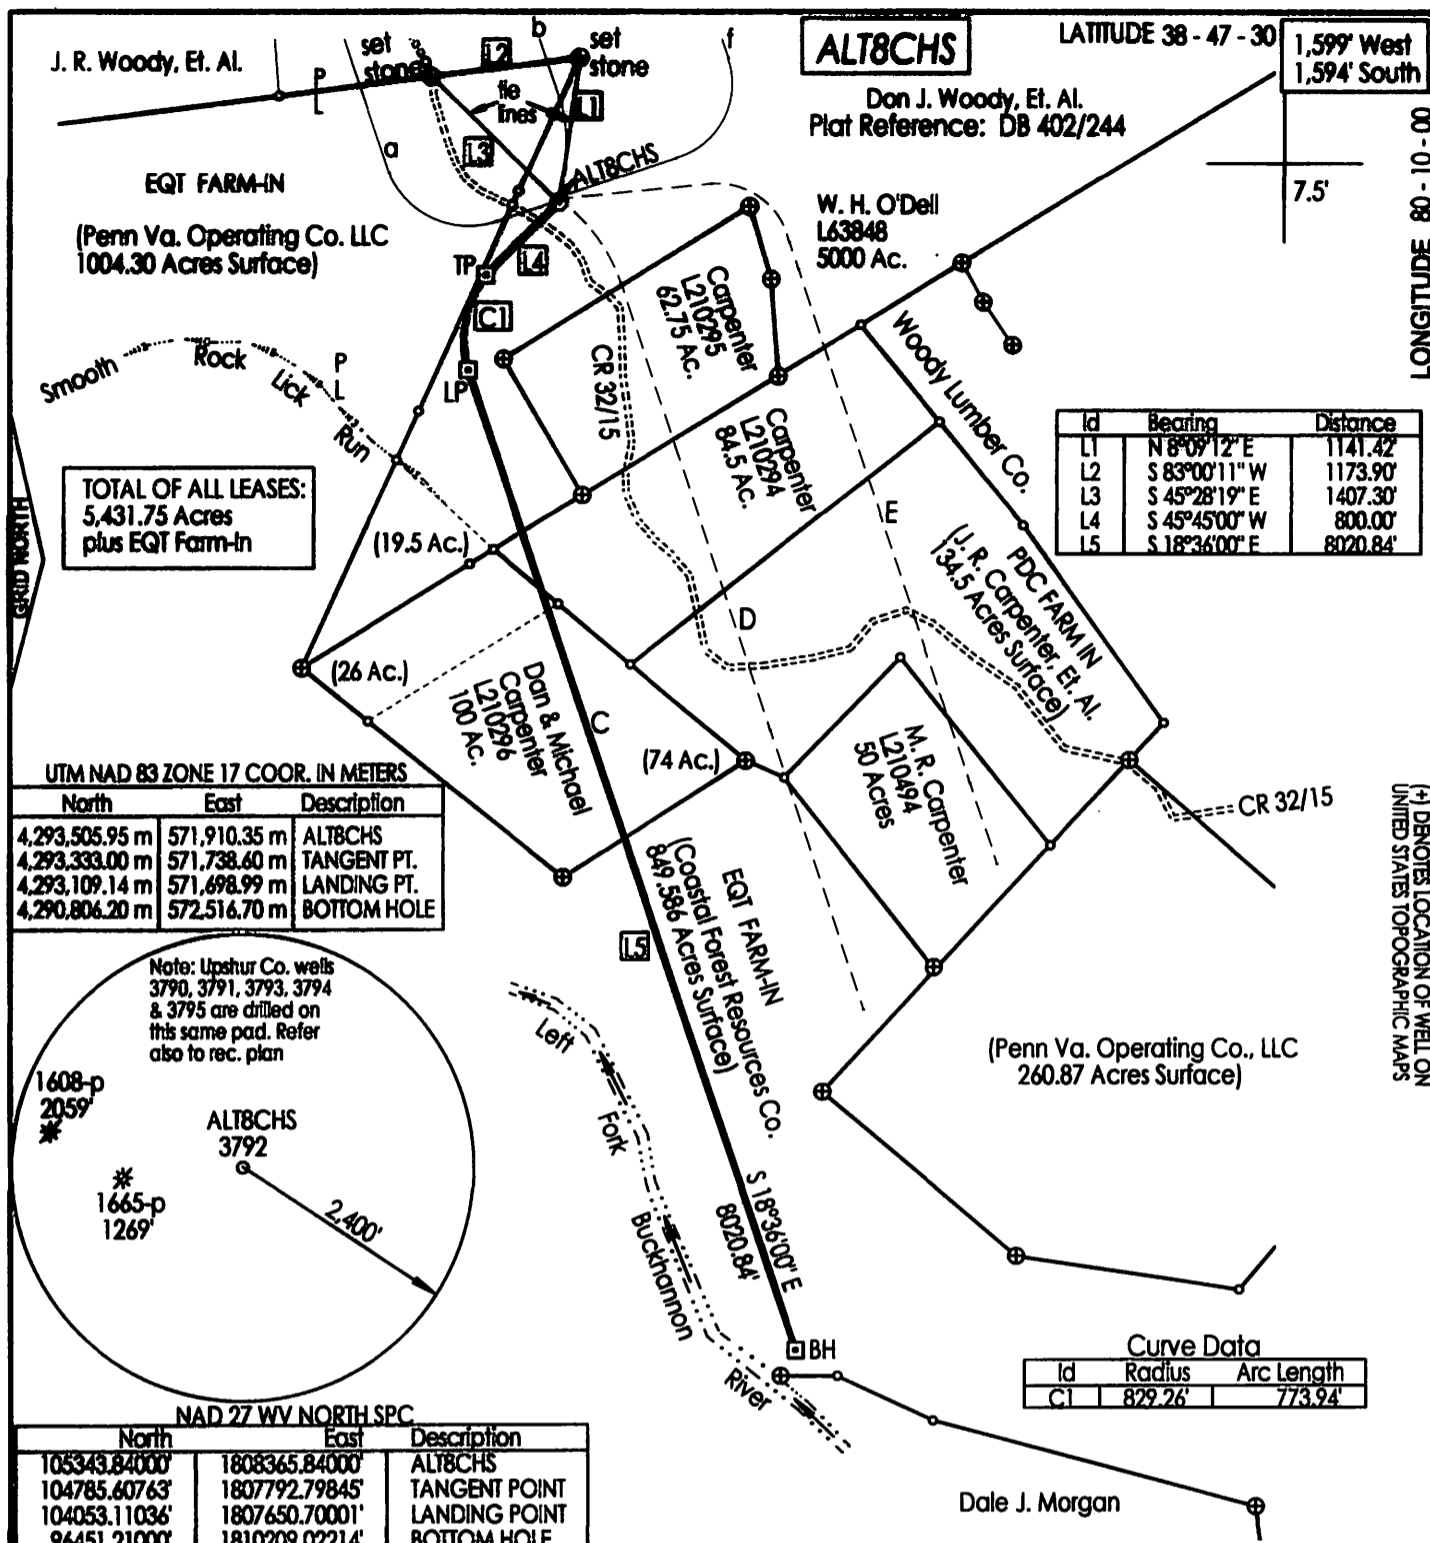 J. R. Woody, Et. Al.
P
L
set
stone
L2
b
set
stone
f
tie
lines
L1
a
L3
ALT8CHS
LATITUDE 38 - 47 - 30
1,599' West
1,594' South
Don J. Woody, Et. Al.
Plat Reference: DB 402/244
LONGITUDE 80 - 10 - 00
7.5'
EQT FARM-IN
(Penn Va. Operating Co. LLC
1004.30 Acres Surface)
ALT8CHS
W. H. O'Dell
L63848
5000 Ac.
TP
L4
C1
LP
Smooth
Rock
Lick
Run
P
L
CR 32/15
Carpenter
L210295
62.75 Ac.
Carpenter
L210294
84.5 Ac.
Woody Lumber Co.
Id Bearing Distance
L1 N 8°09'12" E 1141.42'
L2 S 83°00'11" W 1173.90'
L3 S 45°28'19" E 1407.30'
L4 S 45°45'00" W 800.00'
L5 S 18°36'00" E 8020.84'
GRID NORTH
TOTAL OF ALL LEASES:
5,431.75 Acres
plus EQT Farm-In
(19.5 Ac.)
E
D
PDC FARM IN
(J. R. Carpenter, Et. Al.
134.5 Acres Surface)
(26 Ac.)
Dan & Michael
Carpenter
L210296
100 Ac.
C
(74 Ac.)
M. R. Carpenter
L210494
50 Acres
CR 32/15
(+) DENOTES LOCATION OF WELL ON
UNITED STATES TOPOGRAPHIC MAPS
UTM NAD 83 ZONE 17 COOR. IN METERS
North East Description
4,293,505.95 m 571,910.35 m ALT8CHS
4,293,333.00 m 571,738.60 m TANGENT PT.
4,293,109.14 m 571,698.99 m LANDING PT.
4,290,806.20 m 572,516.70 m BOTTOM HOLE
EQT FARM-IN
(Coastal Forest Resources Co.
849.586 Acres Surface)
L5
Note: Upshur Co. wells
3790, 3791, 3793, 3794
& 3795 are drilled on
this same pad. Refer
also to rec. plan
1608-p
2059'
ALT8CHS
3792
1665-p
1269'
2,400'
Left
Fork
Buckhannon
River
(Penn Va. Operating Co., LLC
260.87 Acres Surface)
S 18°36'00" E
8020.84'
BH
Curve Data
Id Radius Arc Length
C1 829.26' 773.94'
NAD 27 WV NORTH SPC
North East Description
105343.84000' 1808365.84000' ALT8CHS
104785.60763' 1807792.79845' TANGENT POINT
104053.11036' 1807650.70001' LANDING POINT
96451.21000' 1810209.02214' BOTTOM HOLE
Dale J. Morgan